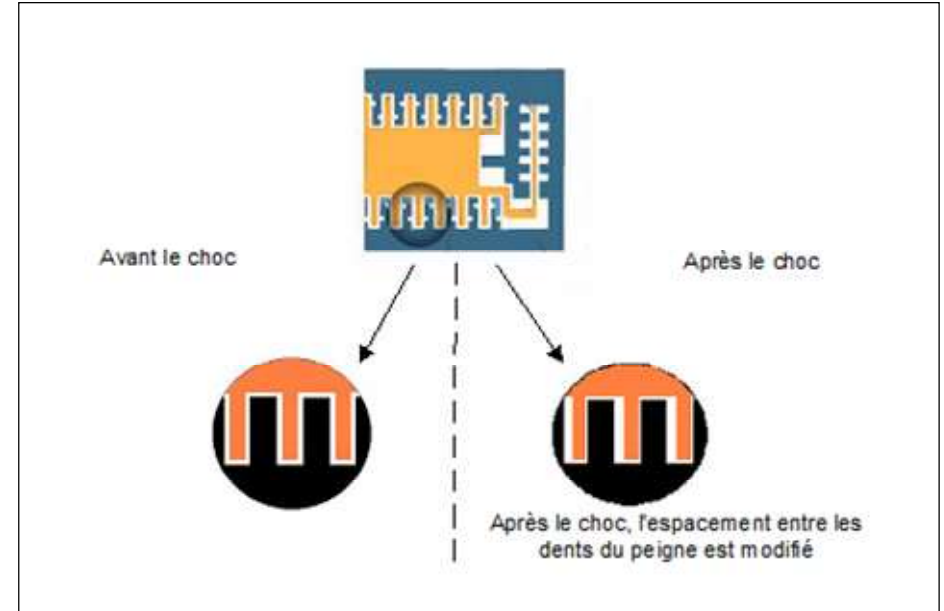 Avant le choc
Après le choc
Après le choc, l'espacement entre les
dents du peigne est modifié